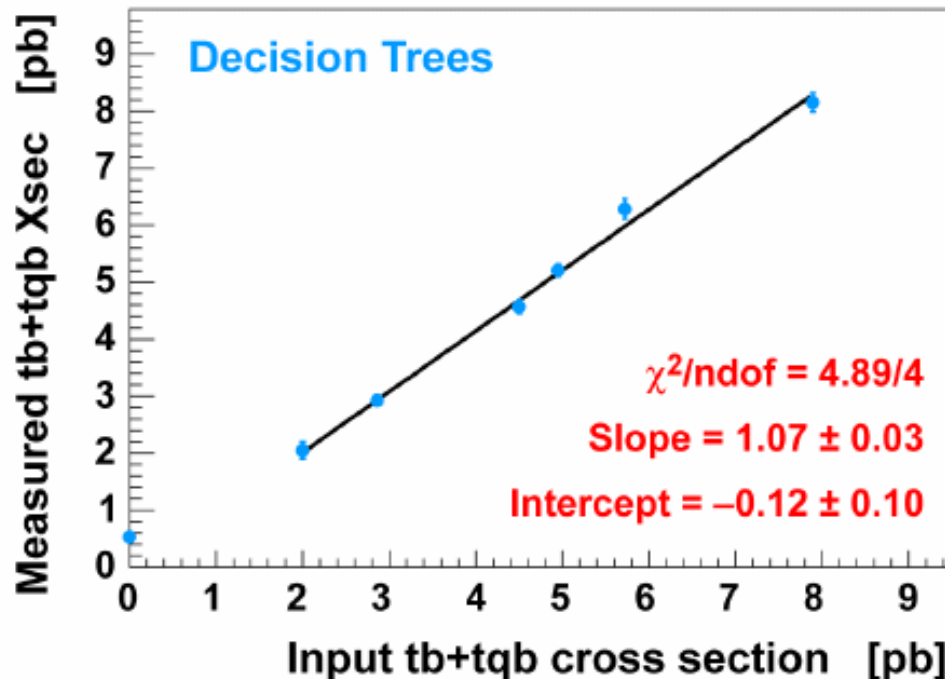 Decision Trees
Measured tb+tqb Xsec [pb]
9
8
7
6
5
4
3
2
1
0
χ²/ndof = 4.89/4
Slope = 1.07 ± 0.03
Intercept = −0.12 ± 0.10
0 1 2 3 4 5 6 7 8 9
Input tb+tqb cross section [pb]